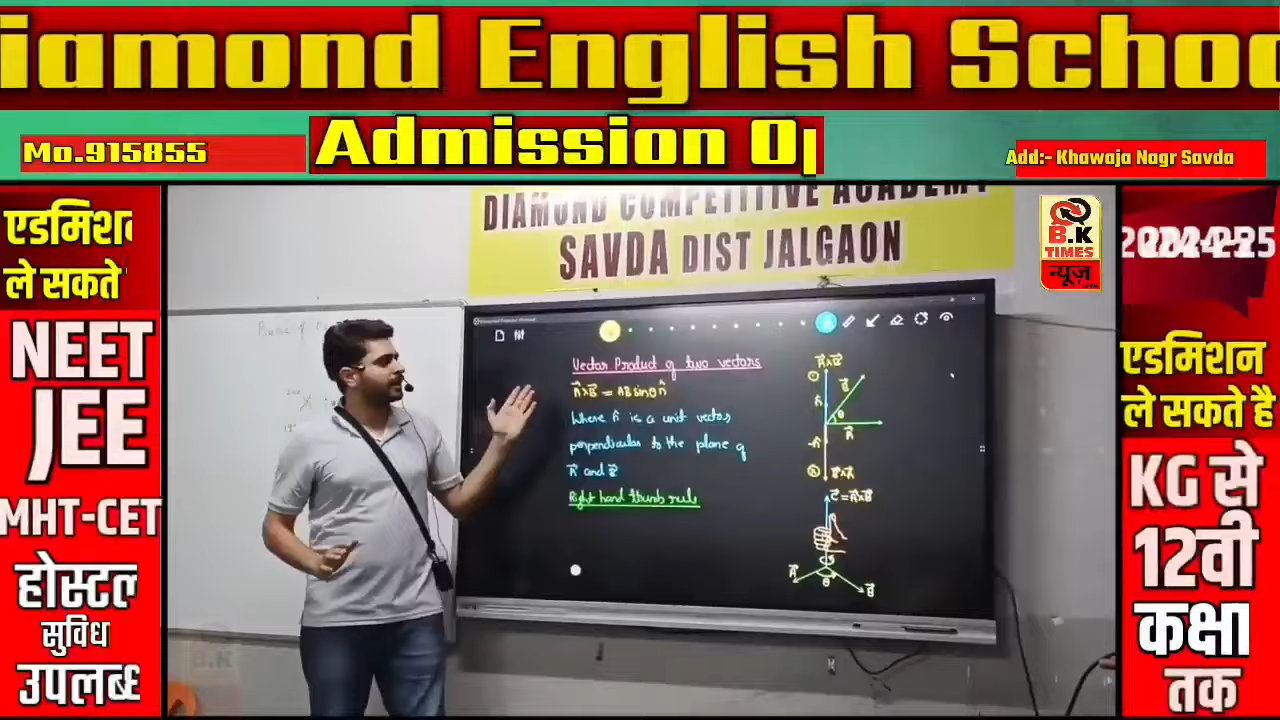 iamond English Schoo
Mo.915855
Admission Op
Add:- Khawaja Nagr Savda
एडमिशन
ले सकते
NEET
JEE
MHT-CET
होस्टल
सुविध
उपलब्ध
DIAMOND COMPETITIVE ACADEMY
SAVDA DIST JALGAON
B.K
TIMES
न्यूज़
Vector Product of two vectors
A⃗×B⃗ = AB sinθ n̂
Where n̂ is a unit vector
perpendicular to the plane of
A⃗ and B⃗
Right hand thumb rule
A⃗×B⃗
B⃗
n̂
θ
A⃗
-n̂
B⃗×A⃗
C⃗ = A⃗×B⃗
A⃗
θ
B⃗
एडमिशन
ले सकते है
KG से
12वी
कक्षा
तक
B.K